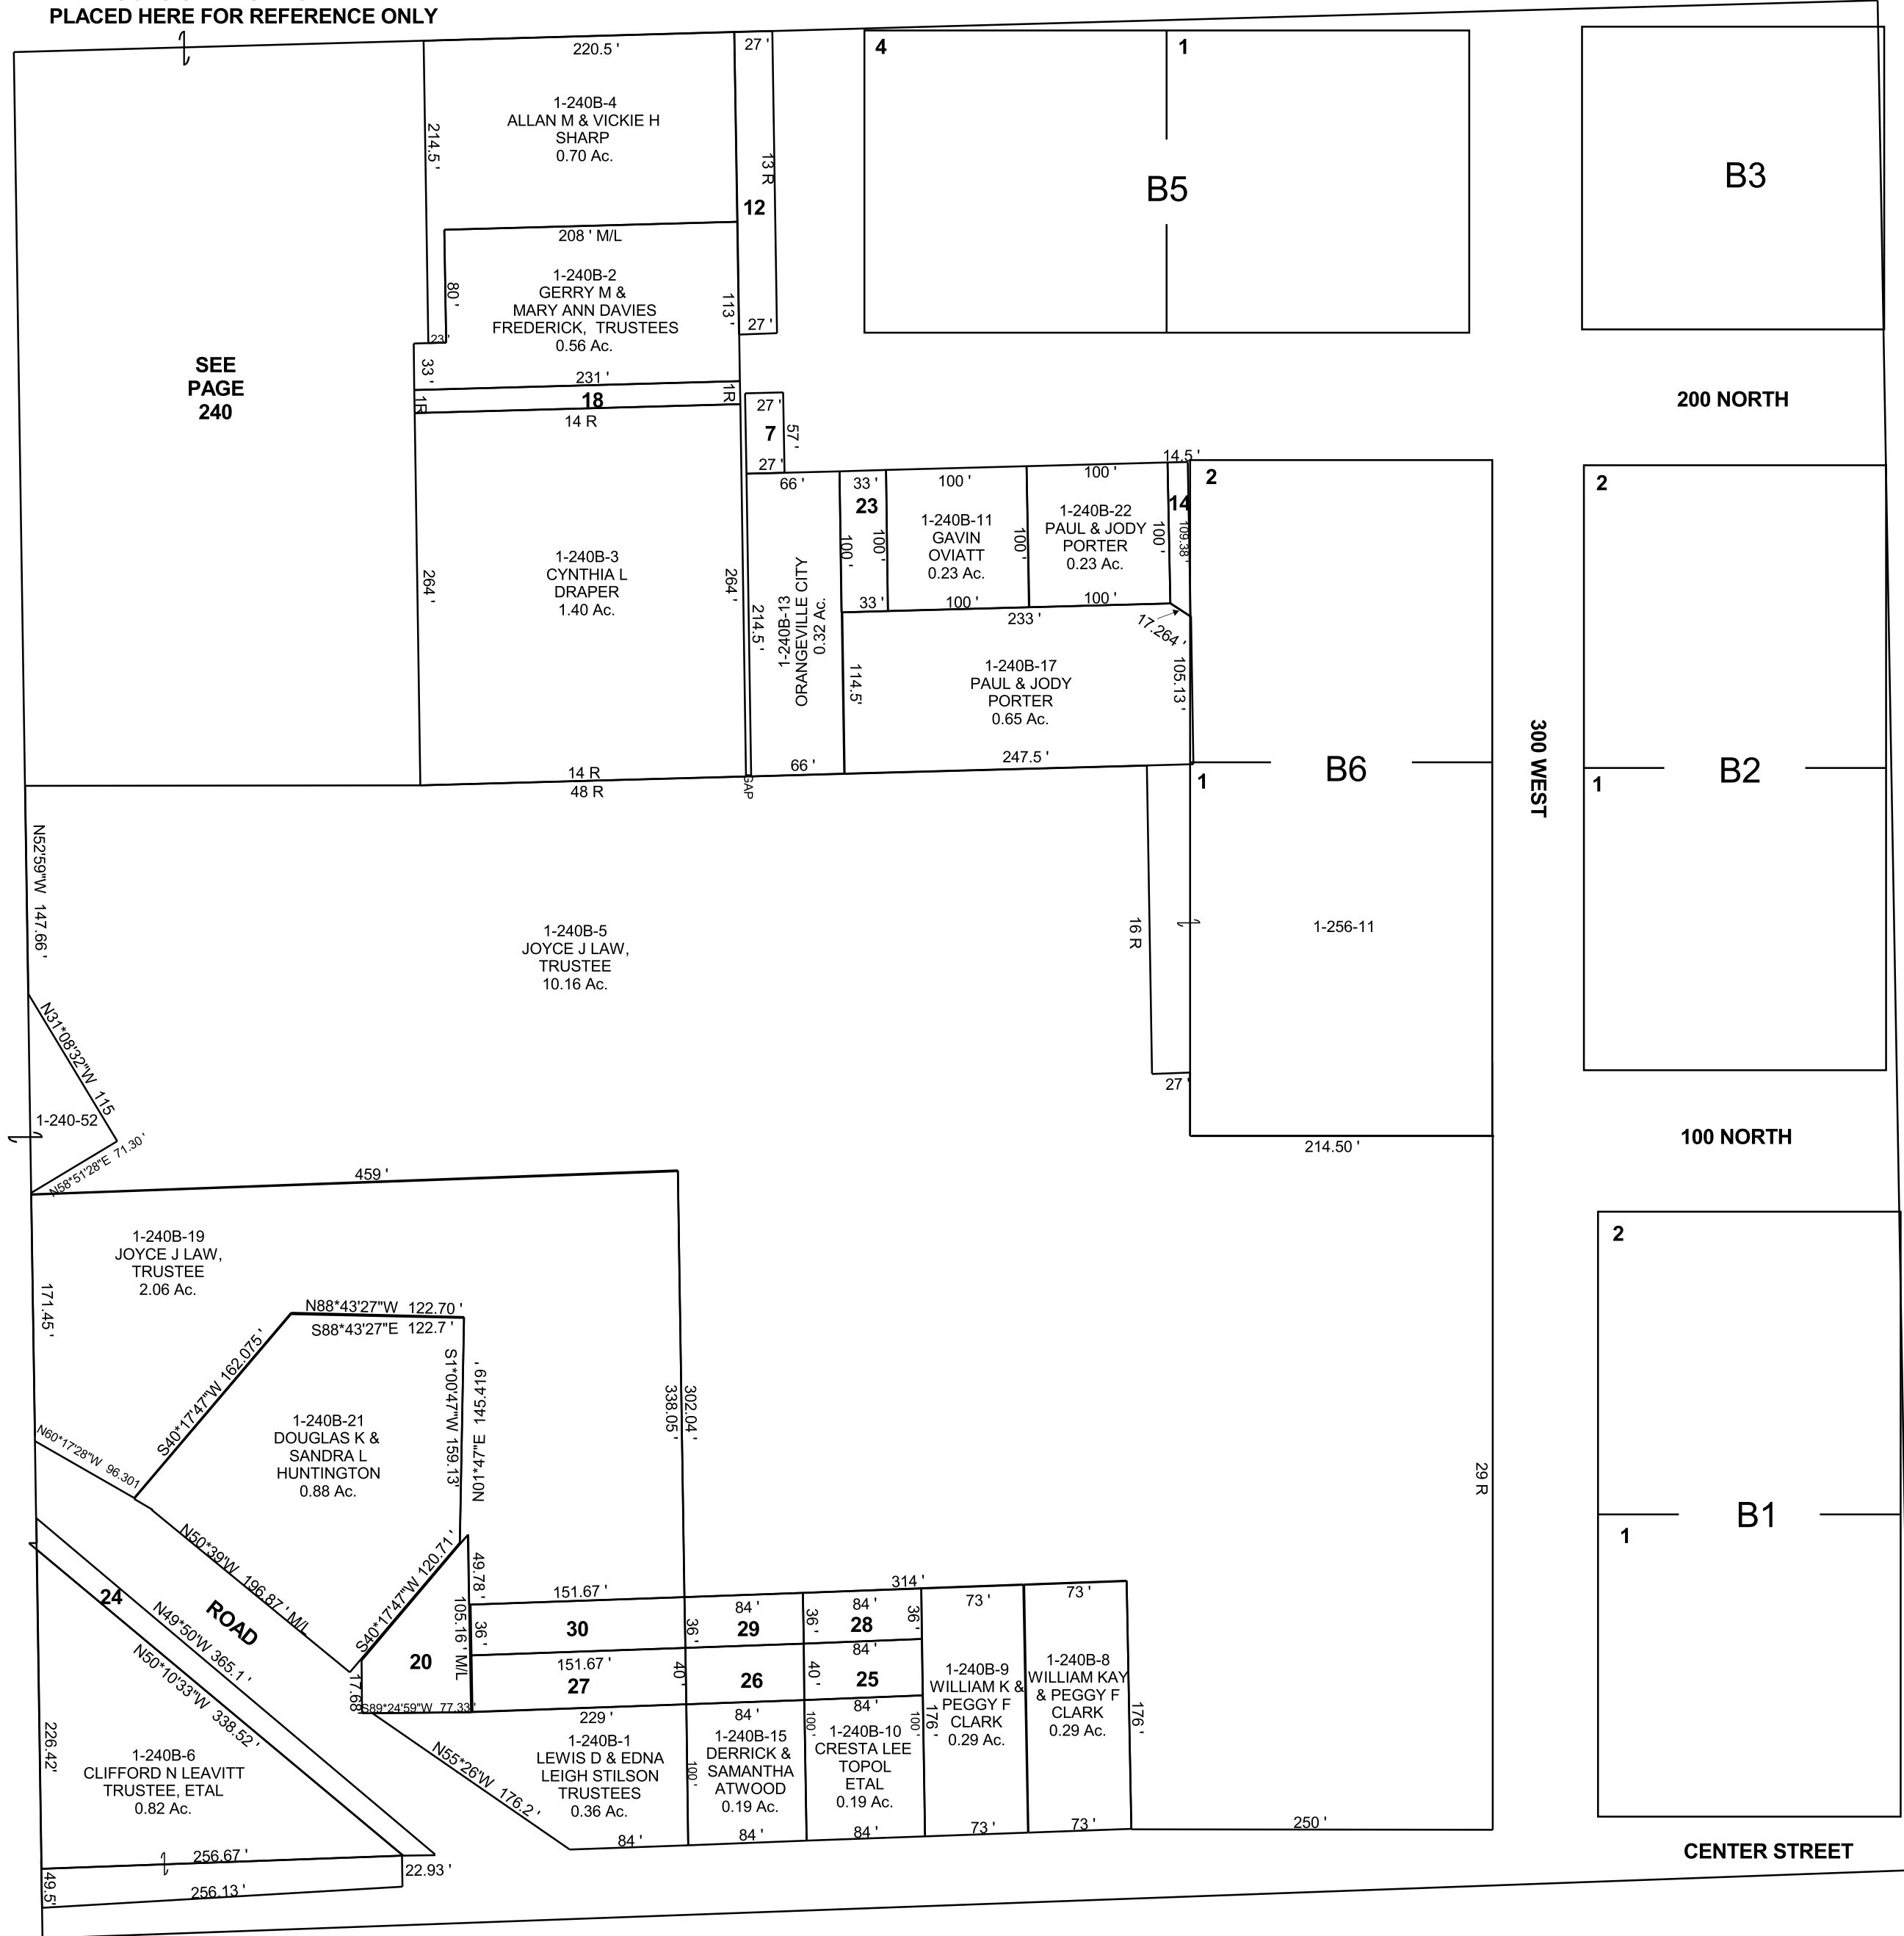 PLACED HERE FOR REFERENCE ONLY
220.5 '
27 '
4
1
1-240B-4
ALLAN M & VICKIE H
SHARP
0.70 Ac.
214.5 '
13 R
12
B5
B3
208 ' M/L
1-240B-2
GERRY M &
MARY ANN DAVIES
FREDERICK, TRUSTEES
0.56 Ac.
80 '
113 '
27 '
23 '
33 '
231 '
SEE
PAGE
240
1R
18
1R
14 R
27 '
7
57 '
27 '
200 NORTH
14.5 '
66 '
33 '
100 '
100 '
2
2
23
14
1-240B-11
GAVIN
OVIATT
0.23 Ac.
1-240B-22
PAUL & JODY
PORTER
0.23 Ac.
100 '
100 '
100 '
100 '
109.38 '
1-240B-3
CYNTHIA L
DRAPER
1.40 Ac.
264 '
264 '
214.5 '
1-240B-13
ORANGEVILLE CITY
0.32 Ac.
33 '
100 '
100 '
233 '
17.264 '
114.5'
1-240B-17
PAUL & JODY
PORTER
0.65 Ac.
105.13 '
66 '
247.5 '
14 R
48 R
GAP
B6
1
300 WEST
B2
1
N52'59"W 147.66 '
1-240B-5
JOYCE J LAW,
TRUSTEE
10.16 Ac.
16 R
1-256-11
N31*08'32"W 115
1-240-52
N58*51'28"E 71.30 '
27 '
214.50 '
100 NORTH
459 '
1-240B-19
JOYCE J LAW,
TRUSTEE
2.06 Ac.
2
171.45 '
N88*43'27"W 122.70 '
S88*43'27"E 122.7 '
S40*17'47"W 162.075 '
S1*00'47"W 159.13'
N01*47"E 145.419 '
338.05 '
302.04 '
1-240B-21
DOUGLAS K &
SANDRA L
HUNTINGTON
0.88 Ac.
N60*17'28"W 96.301
29 R
B1
1
N50*39'W 196.87 ' M/L
S40*17'47"W 120.71 '
49.78 '
24
ROAD
N49*50'W 365.1 '
N50*10'33"W 338.52 '
20
105.16 ' M/L
17.68
S89*24'59"W 77.33 '
151.67 '
314 '
84 '
84 '
73 '
73 '
36 '
30
36 '
29
36 '
28
36 '
151.67 '
84 '
27
40 '
26
40 '
25
229 '
84 '
84 '
1-240B-9
WILLIAM K &
PEGGY F
CLARK
0.29 Ac.
1-240B-8
WILLIAM KAY
& PEGGY F
CLARK
0.29 Ac.
176 '
176 '
226.42'
1-240B-6
CLIFFORD N LEAVITT
TRUSTEE, ETAL
0.82 Ac.
N55*26'W 176.2 '
1-240B-1
LEWIS D & EDNA
LEIGH STILSON
TRUSTEES
0.36 Ac.
100 '
1-240B-15
DERRICK &
SAMANTHA
ATWOOD
0.19 Ac.
100 '
1-240B-10
CRESTA LEE
TOPOL
ETAL
0.19 Ac.
100 '
84 '
84 '
84 '
73 '
73 '
250 '
CENTER STREET
256.67 '
22.93 '
49.5'
256.13 '